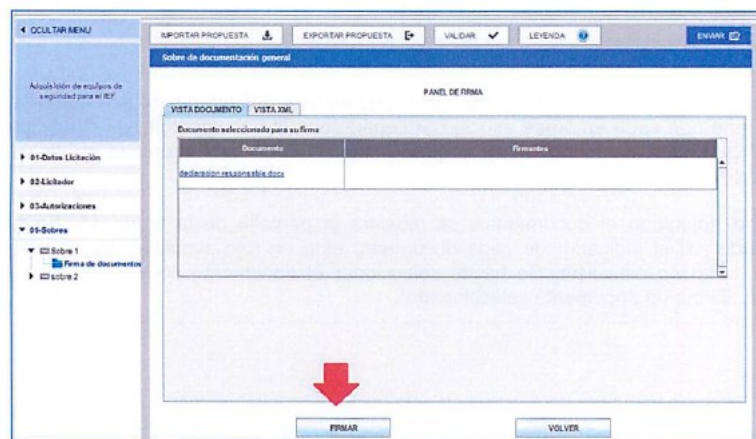 OCULTAR MENU
IMPORTAR PROPUESTA
EXPORTAR PROPUESTA
VALIDAR
LEYENDA
ENVIAR
Sobre de documentación general
Adquisición de equipos de
seguridad para el IEF
PANEL DE FIRMA
VISTA DOCUMENTO
VISTA XML
Documento seleccionado para su firma
Documento
Firmantes
declaracion responsable.docx
01-Datos Licitación
02-Licitador
03-Autorizaciones
05-Sobres
Sobre 1
Firma de documentos
sobre 2
FIRMAR
VOLVER